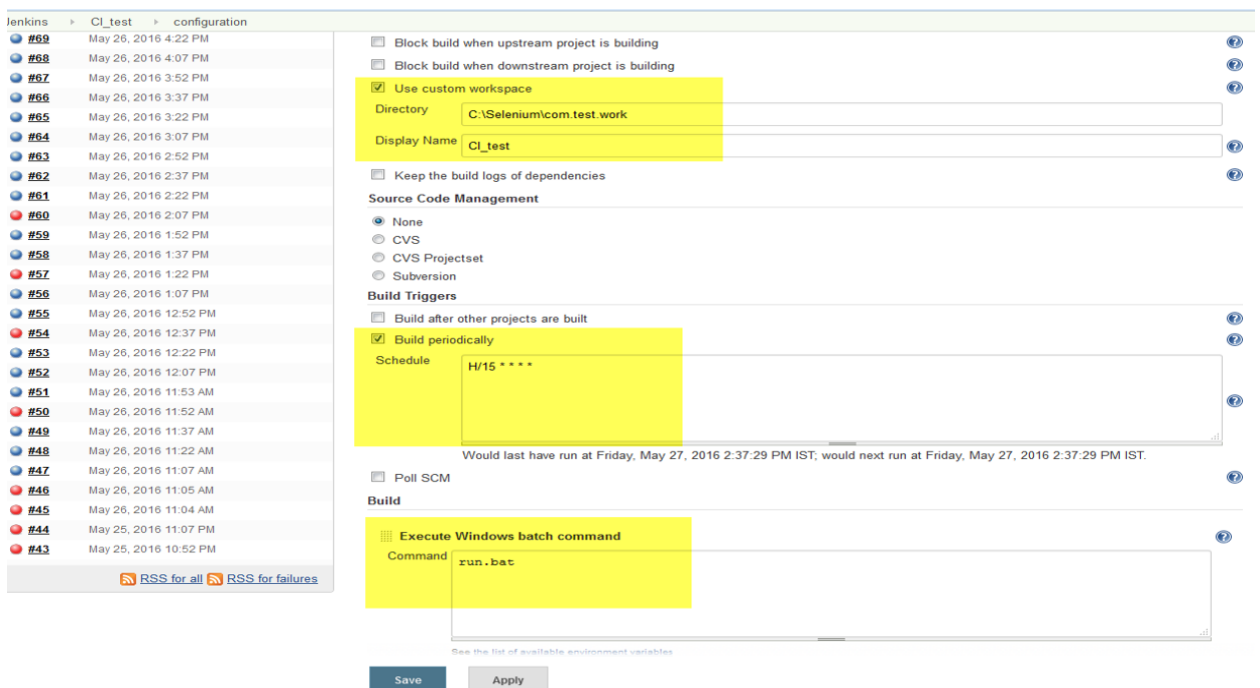 Jenkins CI_test configuration
#69 May 26, 2016 4:22 PM
#68 May 26, 2016 4:07 PM
#67 May 26, 2016 3:52 PM
#66 May 26, 2016 3:37 PM
#65 May 26, 2016 3:22 PM
#64 May 26, 2016 3:07 PM
#63 May 26, 2016 2:52 PM
#62 May 26, 2016 2:37 PM
#61 May 26, 2016 2:22 PM
#60 May 26, 2016 2:07 PM
#59 May 26, 2016 1:52 PM
#58 May 26, 2016 1:37 PM
#57 May 26, 2016 1:22 PM
#56 May 26, 2016 1:07 PM
#55 May 26, 2016 12:52 PM
#54 May 26, 2016 12:37 PM
#53 May 26, 2016 12:22 PM
#52 May 26, 2016 12:07 PM
#51 May 26, 2016 11:53 AM
#50 May 26, 2016 11:52 AM
#49 May 26, 2016 11:37 AM
#48 May 26, 2016 11:22 AM
#47 May 26, 2016 11:07 AM
#46 May 26, 2016 11:05 AM
#45 May 26, 2016 11:04 AM
#44 May 25, 2016 11:07 PM
#43 May 25, 2016 10:52 PM
RSS for all RSS for failures
Block build when upstream project is building
Block build when downstream project is building
Use custom workspace
Directory C:\Selenium\com.test.work
Display Name CI_test
Keep the build logs of dependencies
Source Code Management
None
CVS
CVS Projectset
Subversion
Build Triggers
Build after other projects are built
Build periodically
Schedule H/15 * * * *
Would last have run at Friday, May 27, 2016 2:37:29 PM IST; would next run at Friday, May 27, 2016 2:37:29 PM IST.
Poll SCM
Build
Execute Windows batch command
Command run.bat
See the list of available environment variables
Save Apply